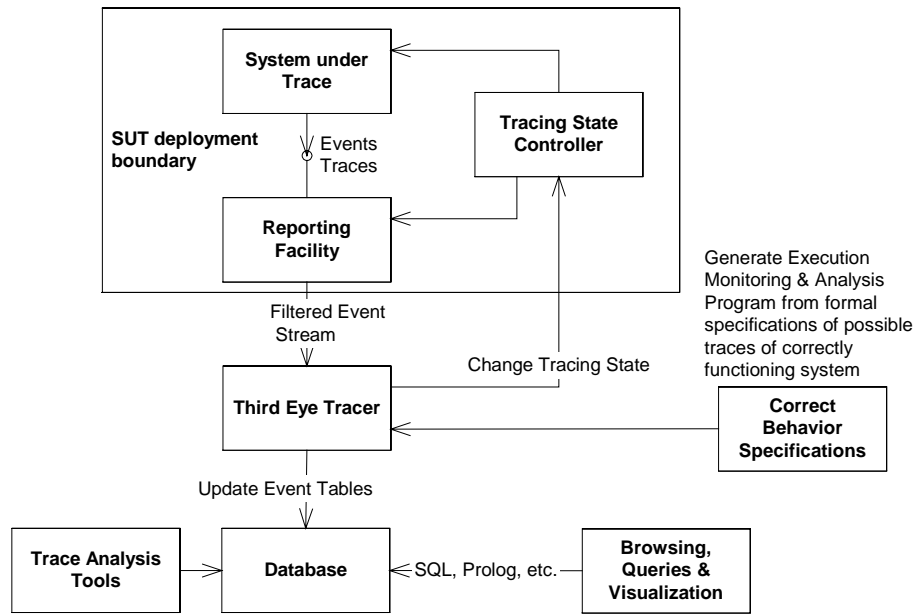 System under
Trace
Tracing State
Controller
SUT deployment
boundary
Events
Traces
Reporting
Facility
Generate Execution
Monitoring & Analysis
Program from formal
specifications of possible
traces of correctly
functioning system
Filtered Event
Stream
Change Tracing State
Third Eye Tracer
Correct
Behavior
Specifications
Update Event Tables
Trace Analysis
Tools
Database
SQL, Prolog, etc.
Browsing,
Queries &
Visualization